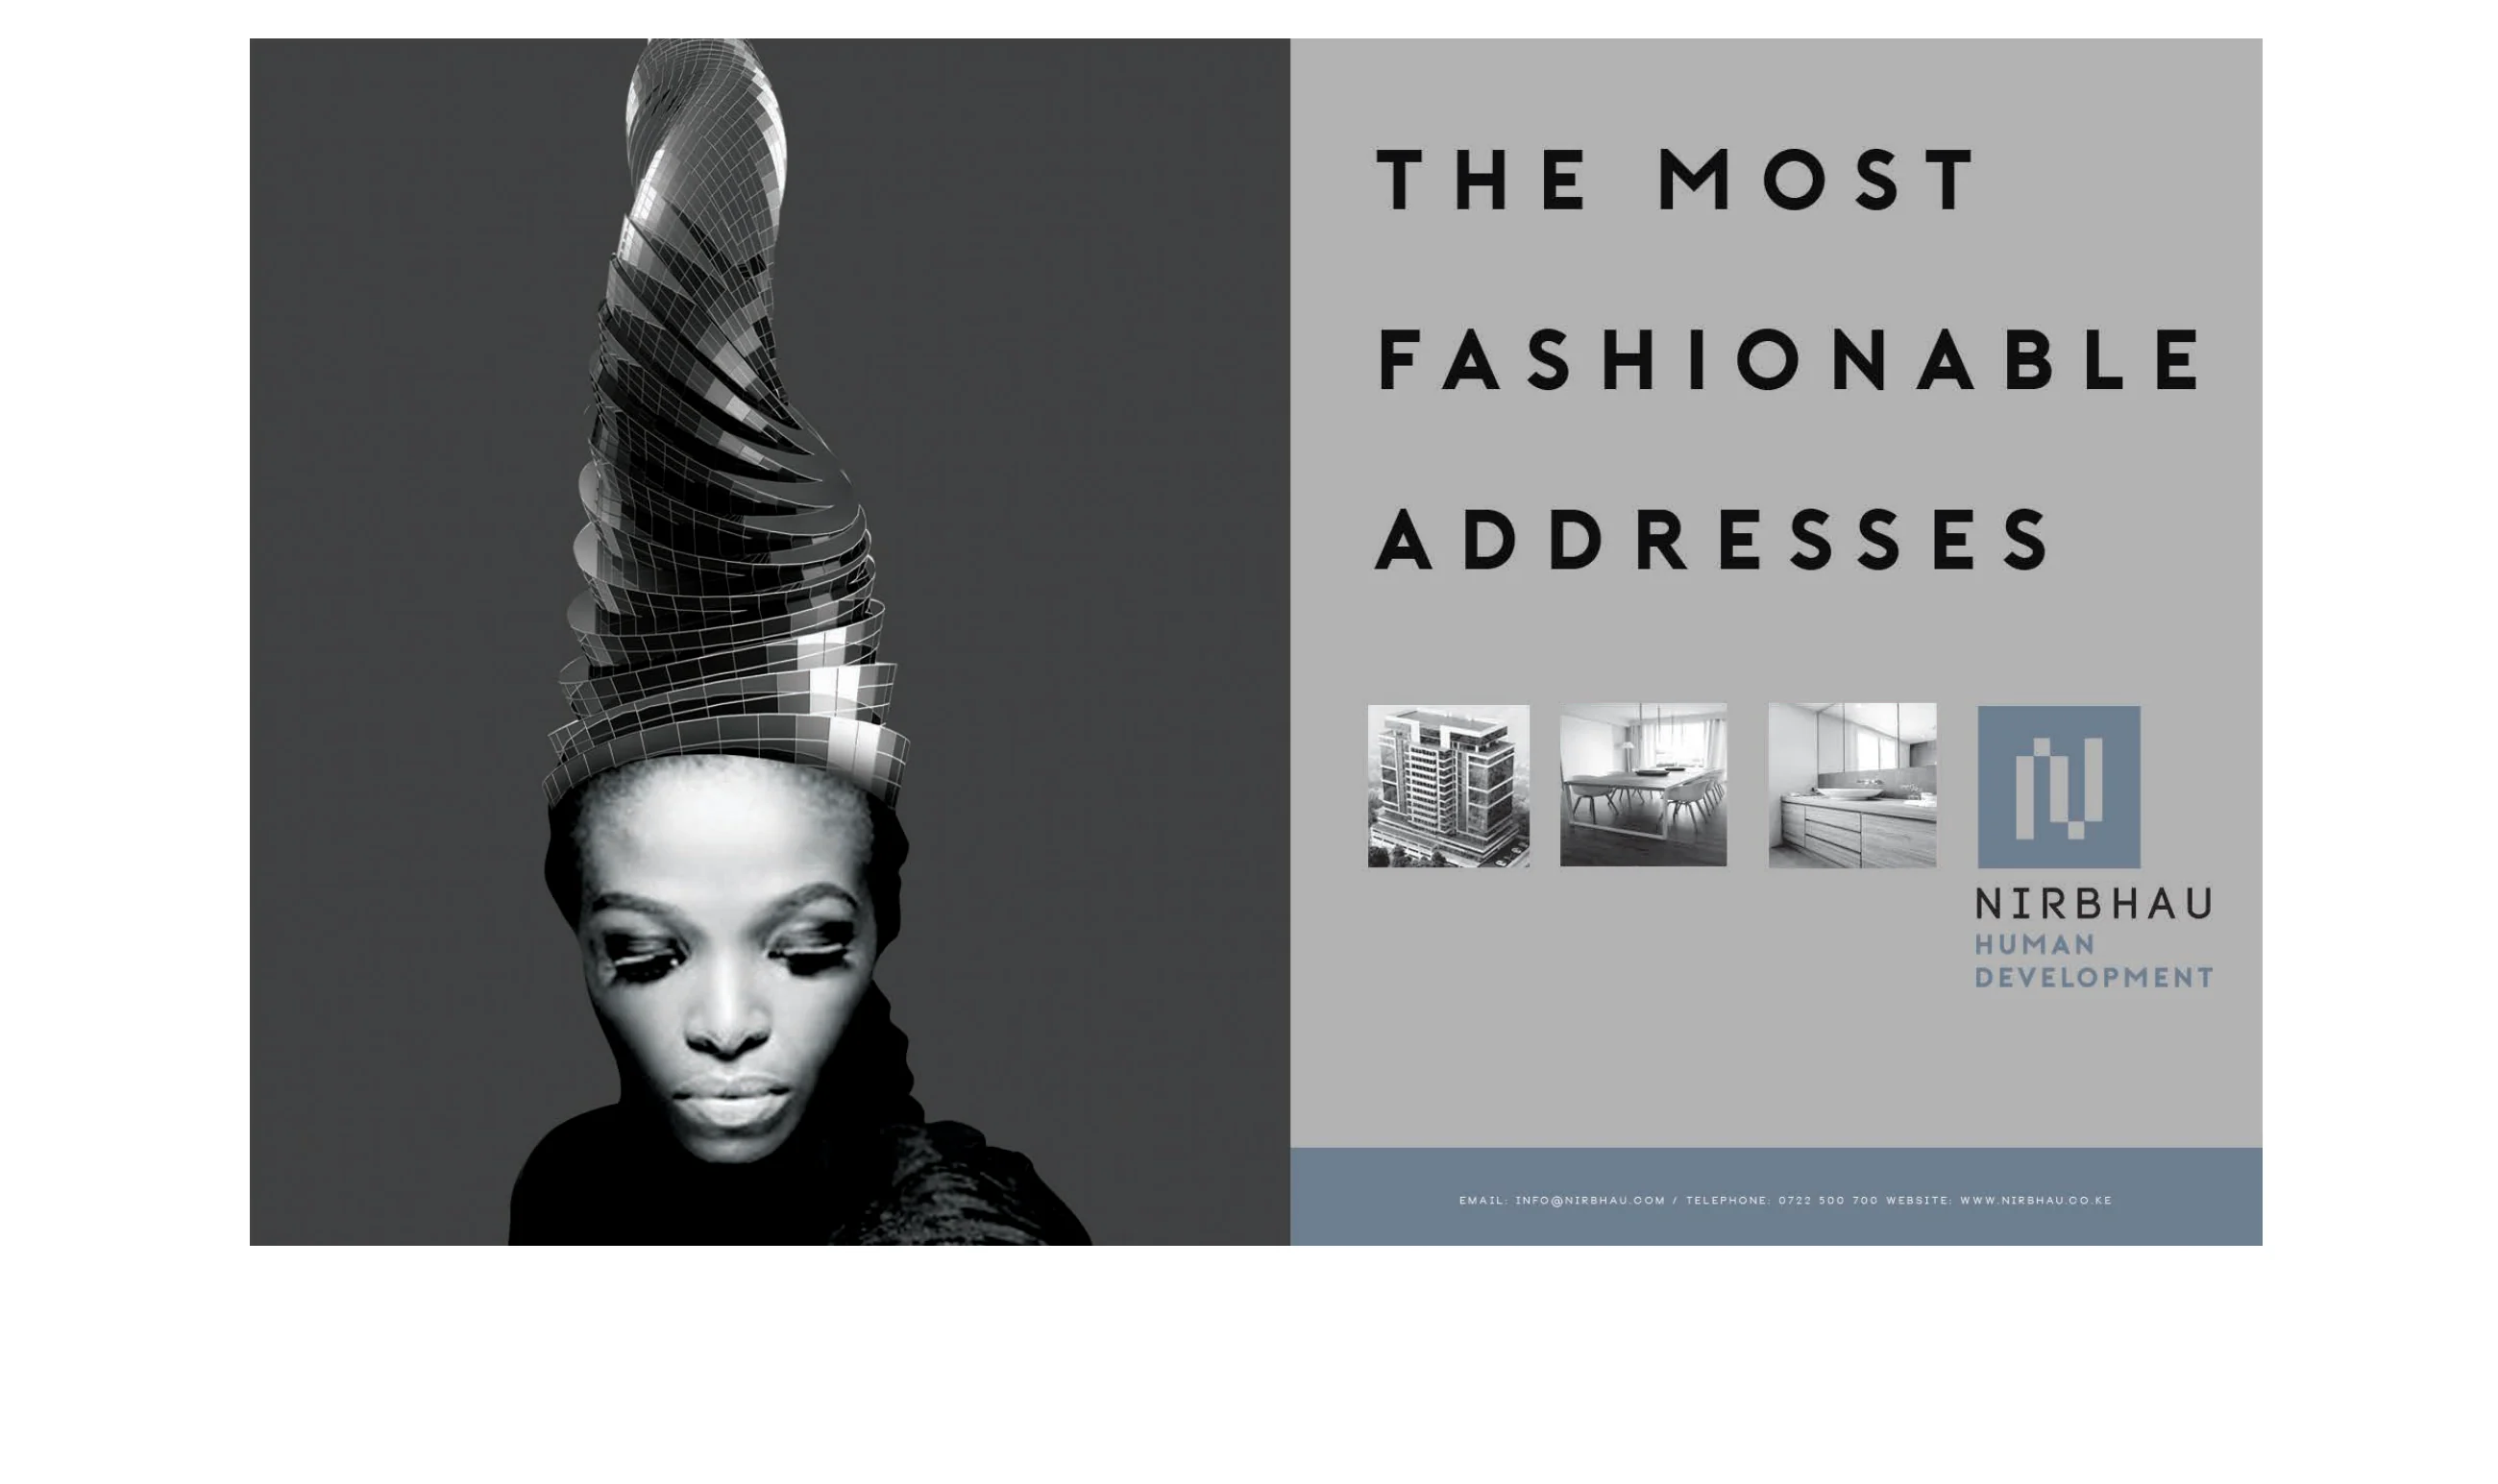 THE MOST
FASHIONABLE
ADDRESSES
NIRBHAU
HUMAN
DEVELOPMENT
EMAIL: INFO@NIRBHAU.COM / TELEPHONE: 0722 500 700 WEBSITE: WWW.NIRBHAU.CO.KE